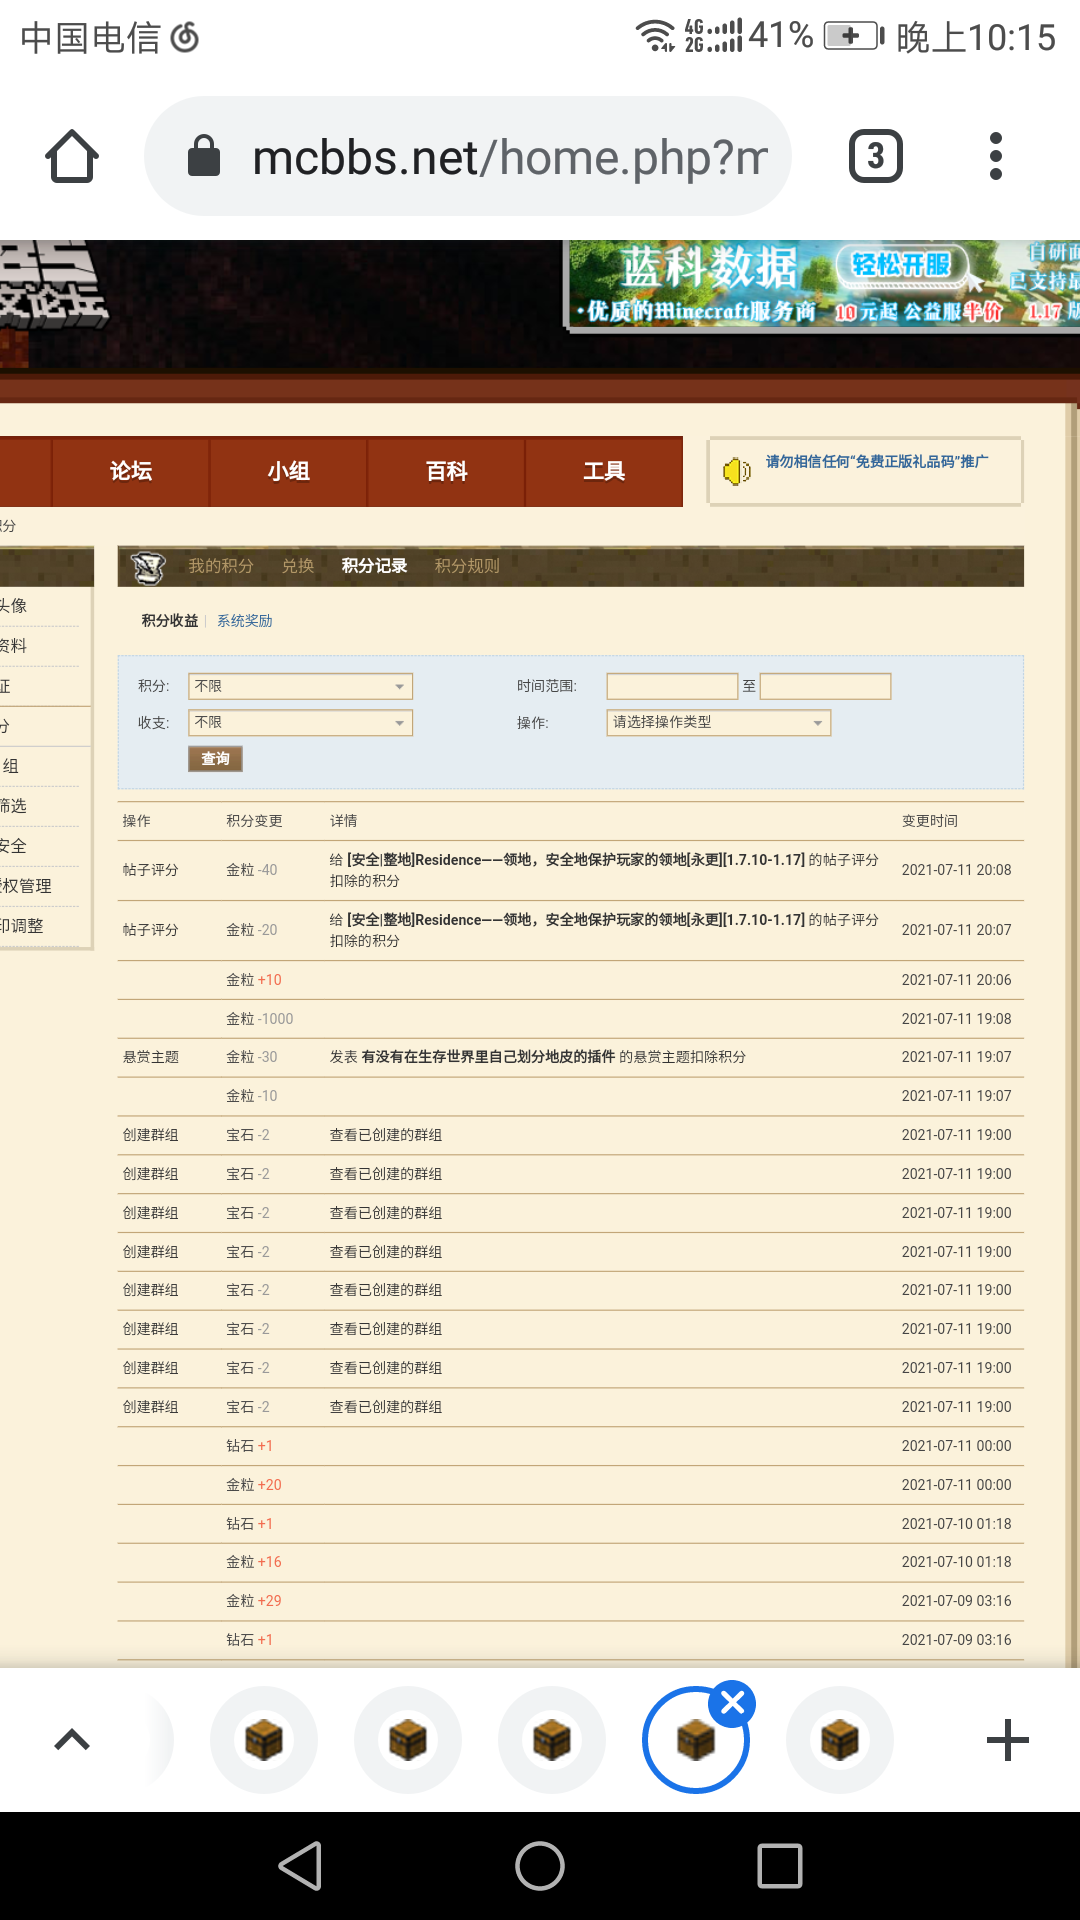 中国电信
4G
2G
41%
晚上10:15
mcbbs.net/home.php?m
3
蓝科数据
轻松开服
·优质的Minecraft服务商
10元起 公益服半价
1.17
论坛
小组
百科
工具
请勿相信任何“免费正版礼品码”推广
分
头像
资料
证
分
组
筛选
安全
权管理
印调整
我的积分 兑换 积分记录 积分规则
积分收益 系统奖励
积分: 不限 时间范围: 至
收支: 不限 操作: 请选择操作类型
查询
操作 积分变更 详情 变更时间
帖子评分 金粒 -40 给 [安全|整地]Residence——领地，安全地保护玩家的领地[永更][1.7.10-1.17] 的帖子评分 2021-07-11 20:08
扣除的积分
帖子评分 金粒 -20 给 [安全|整地]Residence——领地，安全地保护玩家的领地[永更][1.7.10-1.17] 的帖子评分 2021-07-11 20:07
扣除的积分
金粒 +10 2021-07-11 20:06
金粒 -1000 2021-07-11 19:08
悬赏主题 金粒 -30 发表 有没有在生存世界里自己划分地皮的插件 的悬赏主题扣除积分 2021-07-11 19:07
金粒 -10 2021-07-11 19:07
创建群组 宝石 -2 查看已创建的群组 2021-07-11 19:00
创建群组 宝石 -2 查看已创建的群组 2021-07-11 19:00
创建群组 宝石 -2 查看已创建的群组 2021-07-11 19:00
创建群组 宝石 -2 查看已创建的群组 2021-07-11 19:00
创建群组 宝石 -2 查看已创建的群组 2021-07-11 19:00
创建群组 宝石 -2 查看已创建的群组 2021-07-11 19:00
创建群组 宝石 -2 查看已创建的群组 2021-07-11 19:00
创建群组 宝石 -2 查看已创建的群组 2021-07-11 19:00
钻石 +1 2021-07-11 00:00
金粒 +20 2021-07-11 00:00
钻石 +1 2021-07-10 01:18
金粒 +16 2021-07-10 01:18
金粒 +29 2021-07-09 03:16
钻石 +1 2021-07-09 03:16